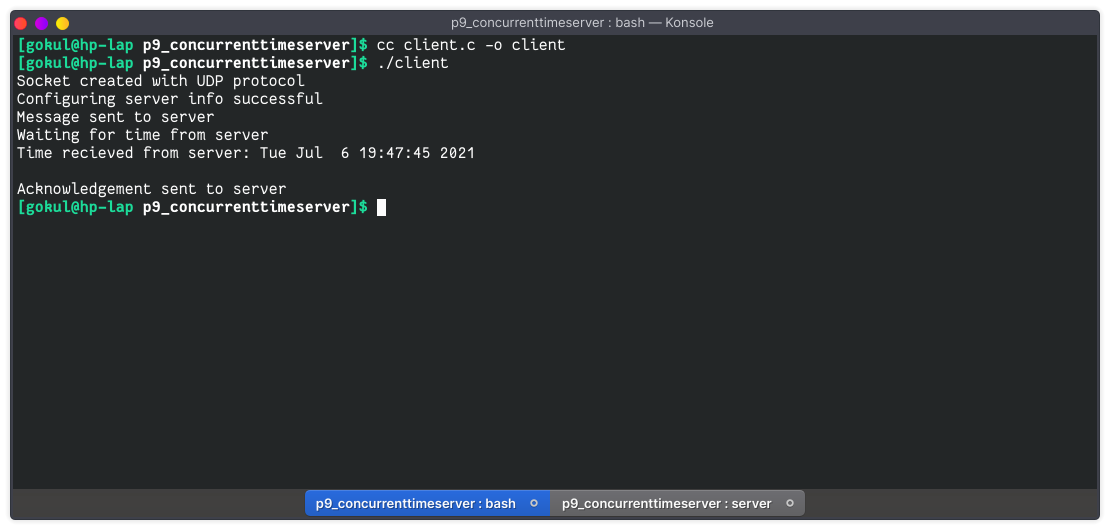 p9_concurrenttimeserver : bash — Konsole
[gokul@hp-lap p9_concurrenttimeserver]$ cc client.c -o client
[gokul@hp-lap p9_concurrenttimeserver]$ ./client
Socket created with UDP protocol
Configuring server info successful
Message sent to server
Waiting for time from server
Time recieved from server: Tue Jul  6 19:47:45 2021
Acknowledgement sent to server
[gokul@hp-lap p9_concurrenttimeserver]$
p9_concurrenttimeserver : bash
p9_concurrenttimeserver : server